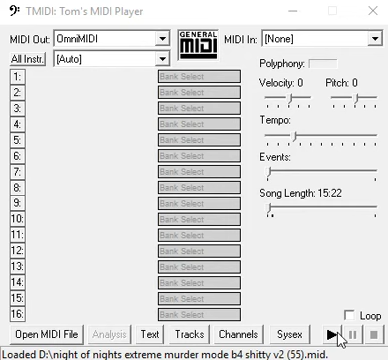 TMIDI: Tom's MIDI Player
MIDI Out: OmniMIDI
GENERAL MIDI
MIDI In: [None]
All Instr. [Auto]
Polyphony:
Velocity: 0 Pitch: 0
Tempo:
Events:
Song Length: 15:22
1: Bank Select
2: Bank Select
3: Bank Select
4: Bank Select
5: Bank Select
6: Bank Select
7: Bank Select
8: Bank Select
9: Bank Select
10: Bank Select
11: Bank Select
12: Bank Select
13: Bank Select
14: Bank Select
15: Bank Select
16: Bank Select
Loop
Open MIDI File Analysis Text Tracks Channels Sysex
Loaded D:\night of nights extreme murder mode b4 shitty v2 (55).mid.